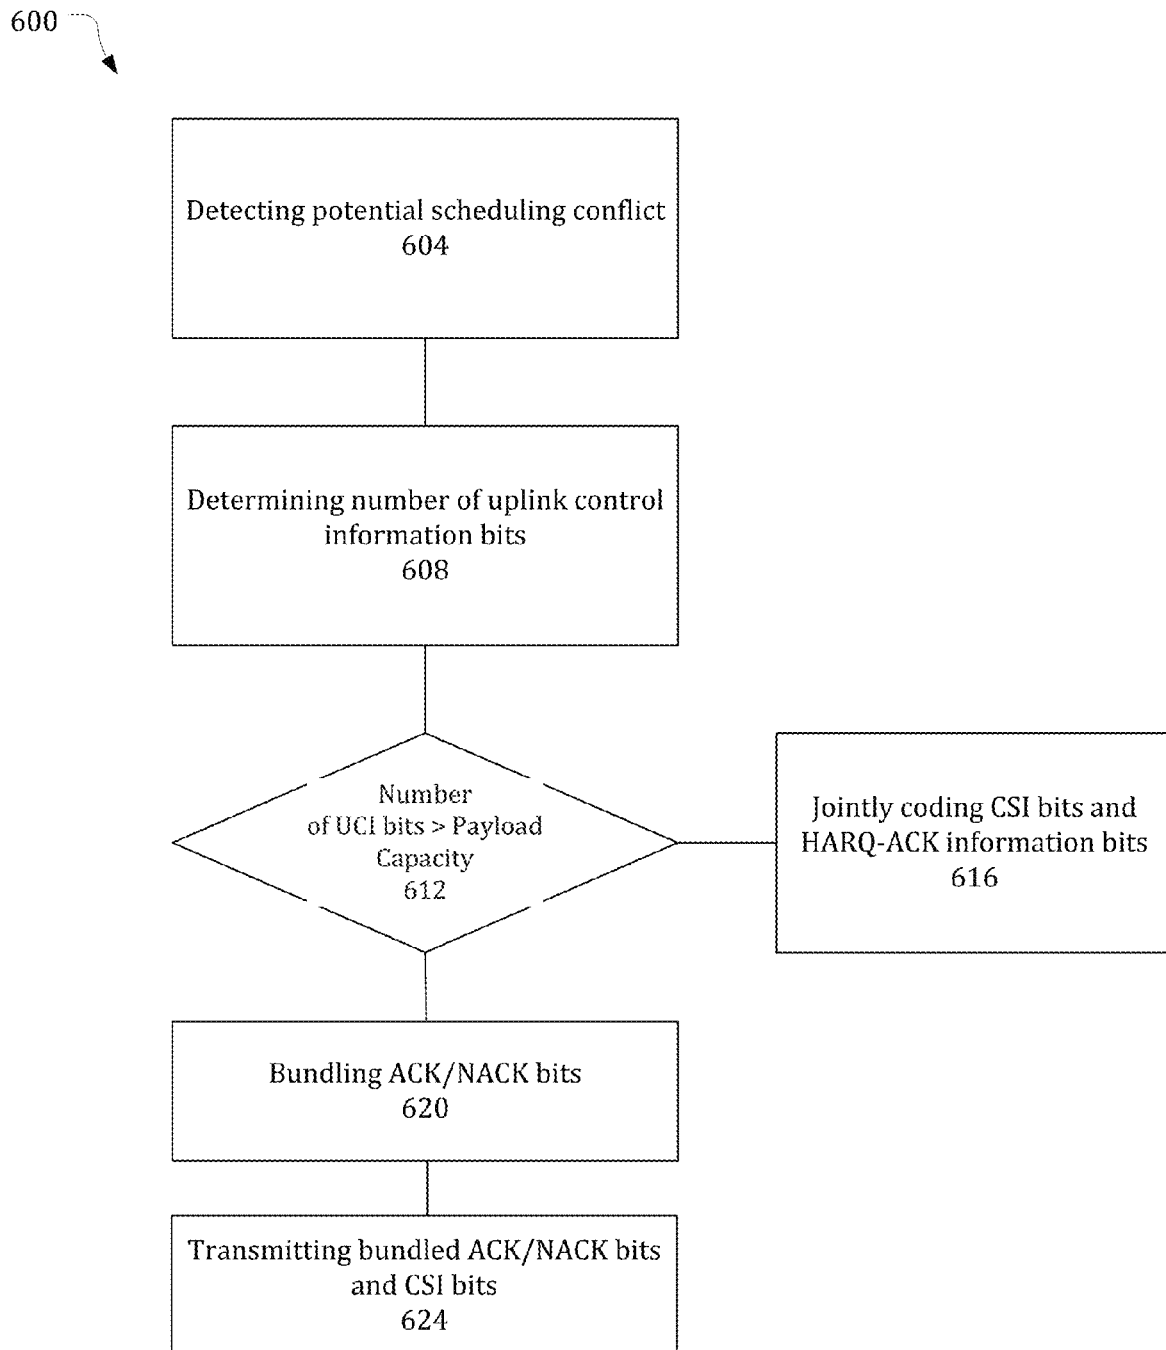 600
Detecting potential scheduling conflict
604
Determining number of uplink control
information bits
608
Number
of UCI bits > Payload
Capacity
612
Jointly coding CSI bits and
HARQ-ACK information bits
616
Bundling ACK/NACK bits
620
Transmitting bundled ACK/NACK bits
and CSI bits
624